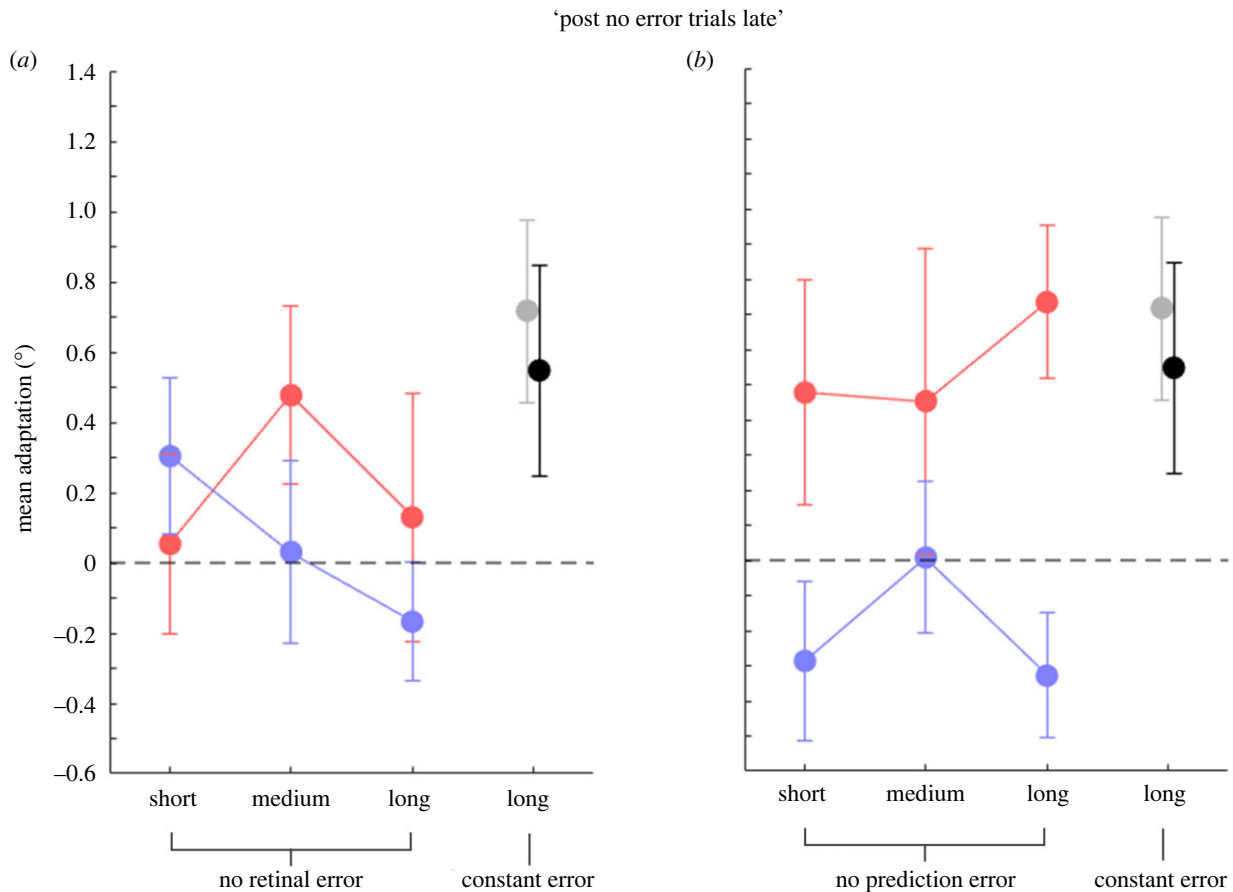 ‘post no error trials late’
(a)
(b)
1.4
1.2
1.0
0.8
0.6
0.4
0.2
0
–0.2
–0.4
–0.6
mean adaptation (°)
short medium long long
no retinal error constant error
short medium long long
no prediction error constant error